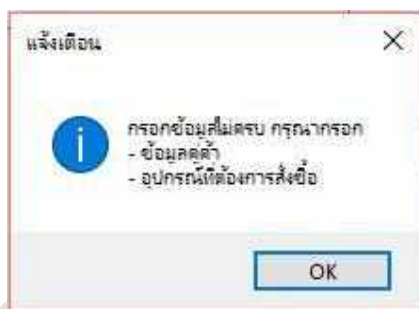 แจ้งเตือน
กรอกข้อมูลไม่ครบ กรุณากรอก
- ข้อมูลคู่ค้า
- อุปกรณ์ที่ต้องการสั่งซื้อ
OK